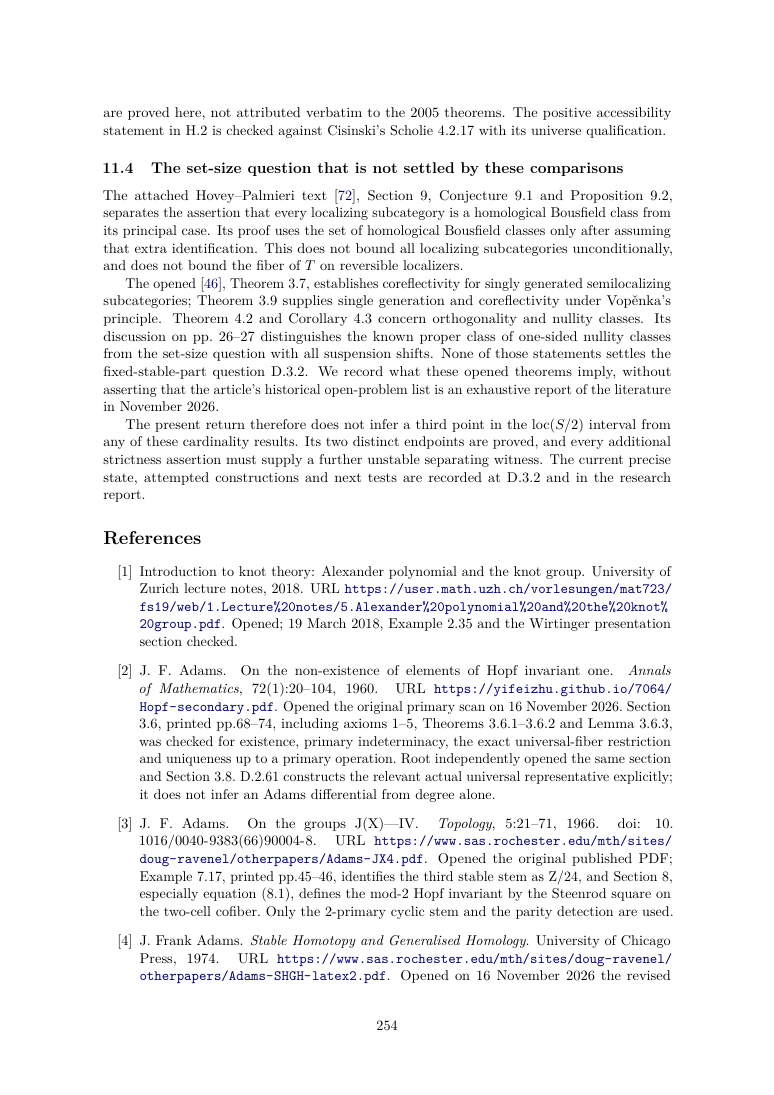 are proved here, not attributed verbatim to the 2005 theorems. The positive accessibility
statement in H.2 is checked against Cisinski's Scholie 4.2.17 with its universe qualification.
11.4 The set-size question that is not settled by these comparisons
The attached Hovey–Palmieri text [72], Section 9, Conjecture 9.1 and Proposition 9.2,
separates the assertion that every localizing subcategory is a homological Bousfield class from
its principal case. Its proof uses the set of homological Bousfield classes only after assuming
that extra identification. This does not bound all localizing subcategories unconditionally,
and does not bound the fiber of T on reversible localizers.
The opened [46], Theorem 3.7, establishes coreflectivity for singly generated semilocalizing
subcategories; Theorem 3.9 supplies single generation and coreflectivity under Vopěnka's
principle. Theorem 4.2 and Corollary 4.3 concern orthogonality and nullity classes. Its
discussion on pp. 26–27 distinguishes the known proper class of one-sided nullity classes
from the set-size question with all suspension shifts. None of those statements settles the
fixed-stable-part question D.3.2. We record what these opened theorems imply, without
asserting that the article's historical open-problem list is an exhaustive report of the literature
in November 2026.
The present return therefore does not infer a third point in the loc(S/2) interval from
any of these cardinality results. Its two distinct endpoints are proved, and every additional
strictness assertion must supply a further unstable separating witness. The current precise
state, attempted constructions and next tests are recorded at D.3.2 and in the research
report.
References
[1] Introduction to knot theory: Alexander polynomial and the knot group. University of
Zurich lecture notes, 2018. URL https://user.math.uzh.ch/vorlesungen/mat723/
fs19/web/1.Lecture%20notes/5.Alexander%20polynomial%20and%20the%20knot%
20group.pdf. Opened; 19 March 2018, Example 2.35 and the Wirtinger presentation
section checked.
[2] J. F. Adams. On the non-existence of elements of Hopf invariant one. Annals
of Mathematics, 72(1):20–104, 1960. URL https://yifeizhu.github.io/7064/
Hopf-secondary.pdf. Opened the original primary scan on 16 November 2026. Section
3.6, printed pp.68–74, including axioms 1–5, Theorems 3.6.1–3.6.2 and Lemma 3.6.3,
was checked for existence, primary indeterminacy, the exact universal-fiber restriction
and uniqueness up to a primary operation. Root independently opened the same section
and Section 3.8. D.2.61 constructs the relevant actual universal representative explicitly;
it does not infer an Adams differential from degree alone.
[3] J. F. Adams. On the groups J(X)—IV. Topology, 5:21–71, 1966. doi: 10.
1016/0040-9383(66)90004-8. URL https://www.sas.rochester.edu/mth/sites/
doug-ravenel/otherpapers/Adams-JX4.pdf. Opened the original published PDF;
Example 7.17, printed pp.45–46, identifies the third stable stem as Z/24, and Section 8,
especially equation (8.1), defines the mod-2 Hopf invariant by the Steenrod square on
the two-cell cofiber. Only the 2-primary cyclic stem and the parity detection are used.
[4] J. Frank Adams. Stable Homotopy and Generalised Homology. University of Chicago
Press, 1974. URL https://www.sas.rochester.edu/mth/sites/doug-ravenel/
otherpapers/Adams-SHGH-latex2.pdf. Opened on 16 November 2026 the revised
254